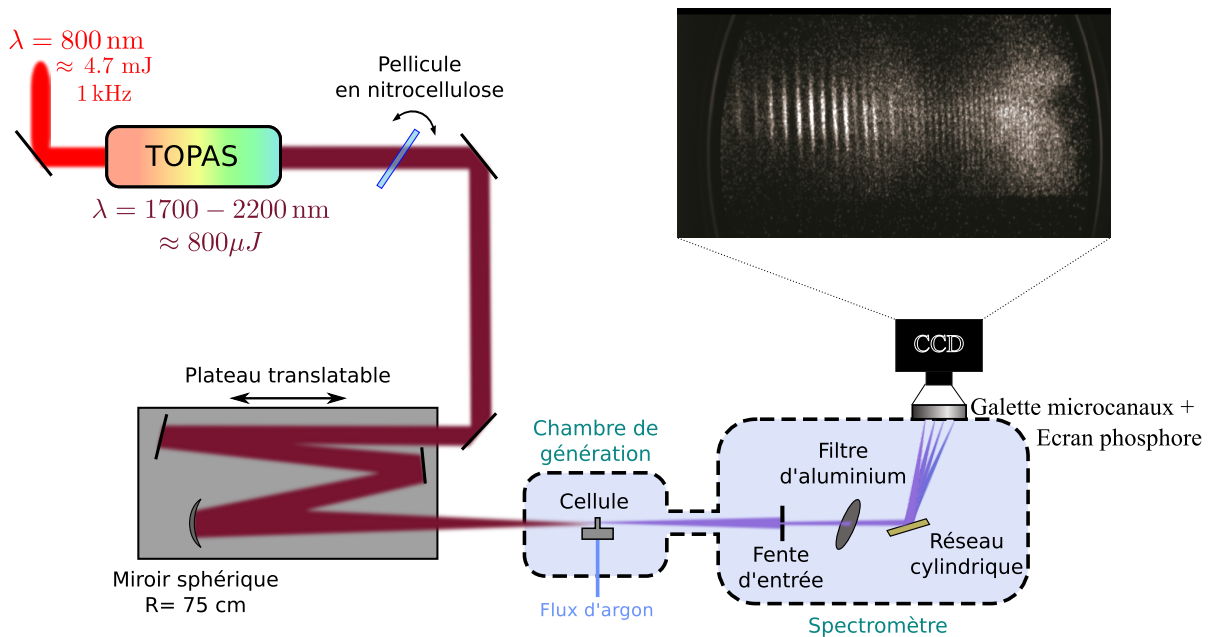 λ = 800 nm
≈ 4.7 mJ
1 kHz
TOPAS
λ = 1700 − 2200 nm
≈ 800μJ
Pellicule
en nitrocellulose
CCD
Galette microcanaux +
Ecran phosphore
Plateau translatable
Miroir sphérique
R= 75 cm
Chambre de
génération
Cellule
Flux d'argon
Filtre
d'aluminium
Fente
d'entrée
Réseau
cylindrique
Spectromètre